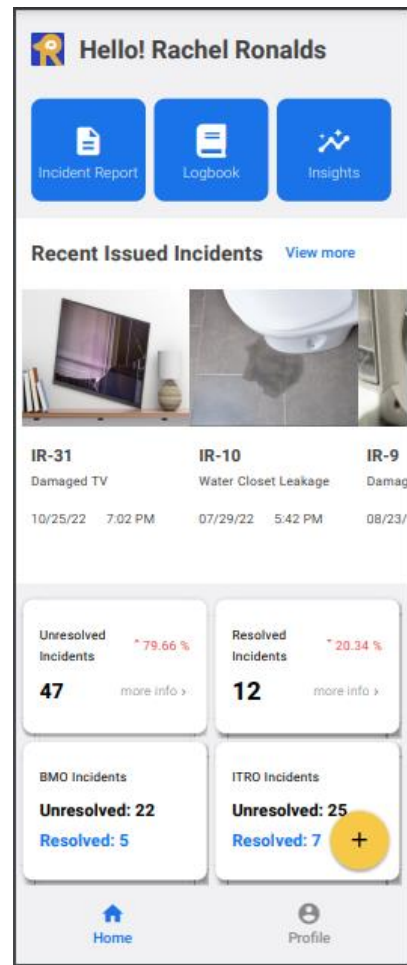 Hello! Rachel Ronalds
Incident Report
Logbook
Insights
Recent Issued Incidents View more
IR-31
Damaged TV
10/25/22 7:02 PM
IR-10
Water Closet Leakage
07/29/22 5:42 PM
IR-9
Damag
08/23/
Unresolved
Incidents
79.66 %
47 more info ›
Resolved
Incidents
20.34 %
12 more info ›
BMO Incidents
Unresolved: 22
Resolved: 5
ITRO Incidents
Unresolved: 25
Resolved: 7
+
Home
Profile